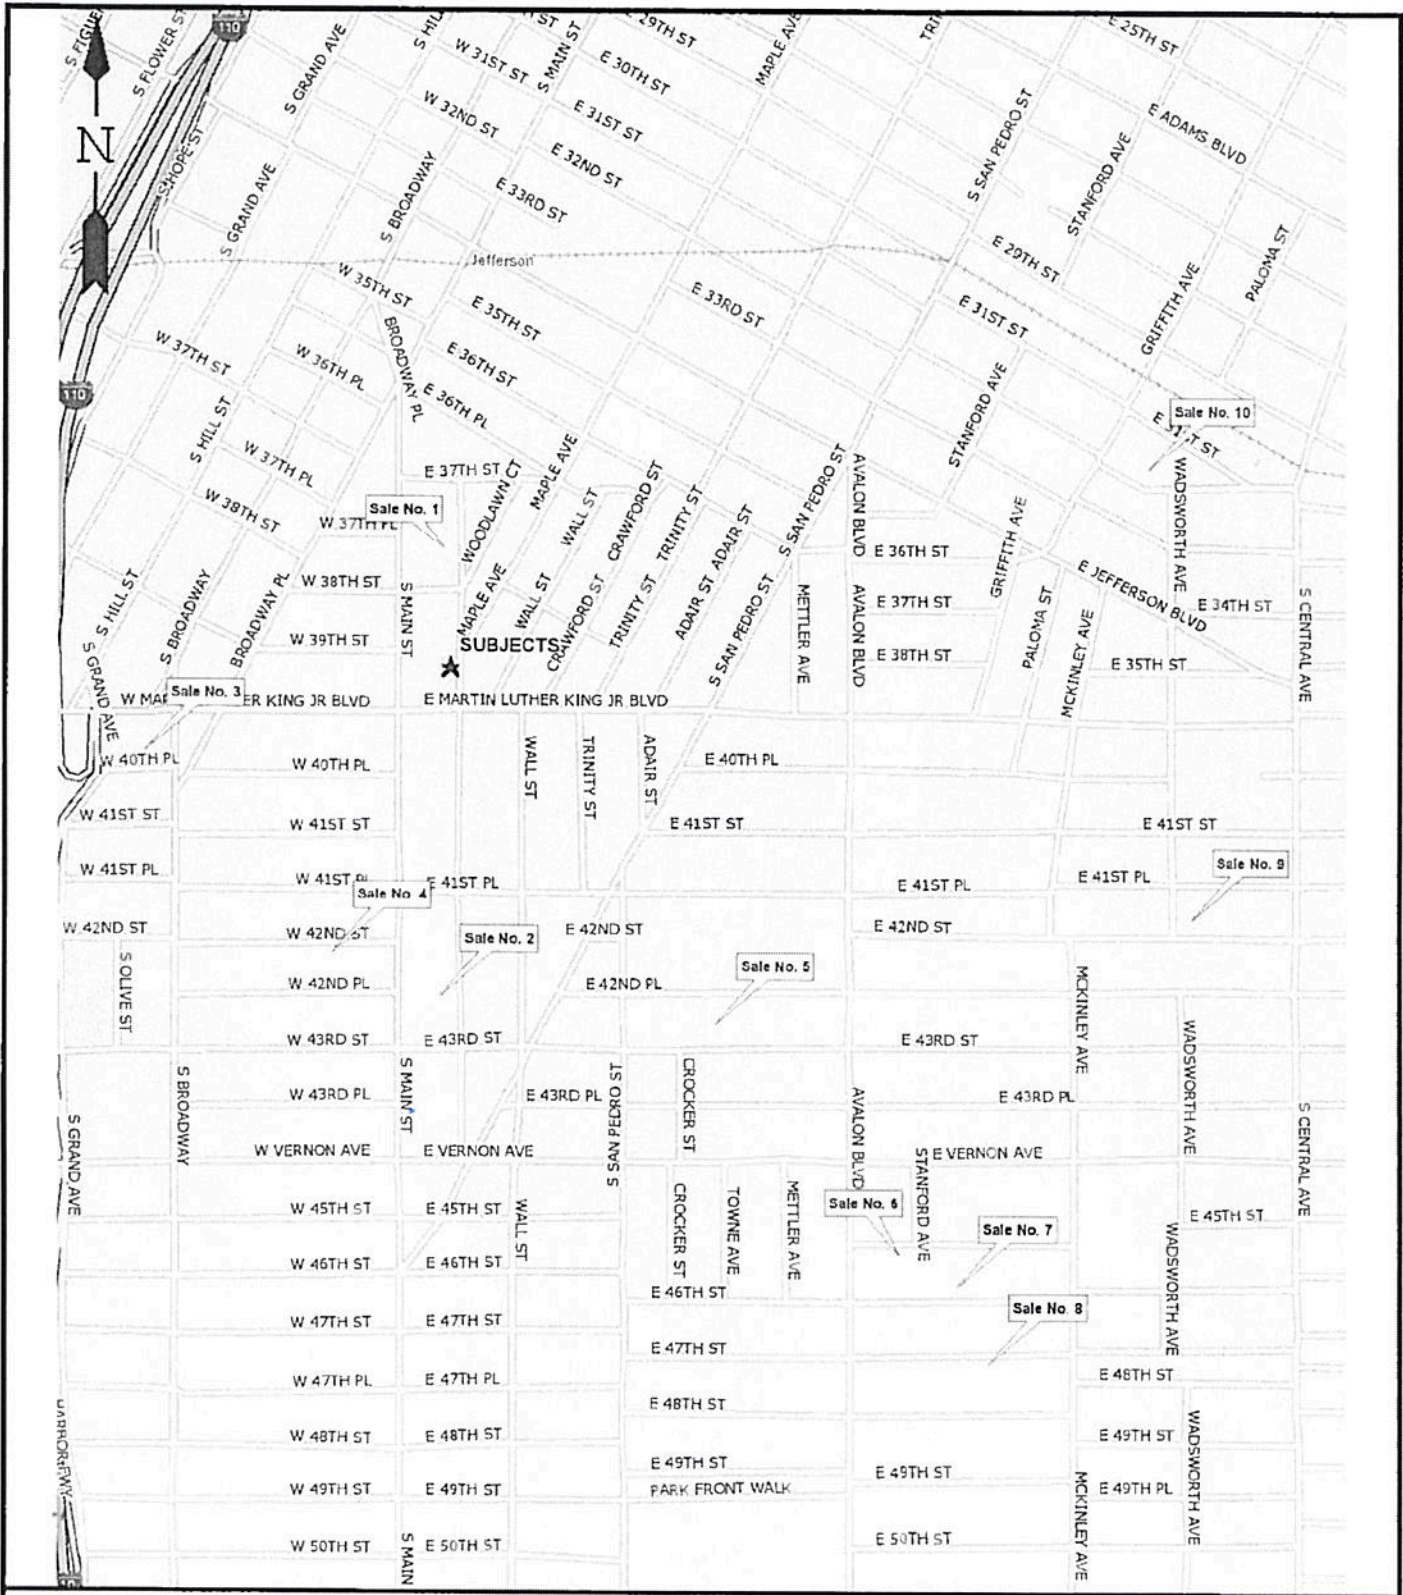 110
S FLOWER ST
S GRAND AVE
W 31ST ST
S MAIN ST
E 29TH ST
E 30TH ST
MAPLE AVE
E 25TH ST
N
S HOPE ST
W 32ND ST
E 31ST ST
E 32ND ST
S SAN PEDRO ST
E ADAMS BLVD
STANFORD AVE
S GRAND AVE
S BROADWAY
E 33RD ST
Jefferson
E 29TH ST
PALOMA ST
GRIFFITH AVE
W 35TH ST
E 35TH ST
E 33RD ST
E 31ST ST
W 37TH ST
W 36TH PL
BROADWAY PL
E 36TH ST
E 36TH PL
110
STANFORD AVE
Sale No. 10
E 31ST ST
S HILL ST
W 37TH PL
E 37TH ST
WOODLAWN CT
MAPLE AVE
WALL ST
CRAWFORD ST
TRINITY ST
ADAIR ST
S SAN PEDRO ST
AVALON BLVD
WADSWORTH AVE
W 38TH ST
Sale No. 1
W 37TH PL
GRIFFITH AVE
E 36TH ST
E JEFFERSON BLVD
S HILL ST
S BROADWAY
BROADWAY PL
W 38TH ST
S MAIN ST
MAPLE AVE
WALL ST
CRAWFORD ST
TRINITY ST
ADAIR ST
S SAN PEDRO ST
METTLER AVE
AVALON BLVD
E 37TH ST
PALOMA ST
MCKINLEY AVE
E 34TH ST
S CENTRAL AVE
W 39TH ST
SUBJECTS
E 38TH ST
E 35TH ST
S GRAND AVE
W MA
Sale No. 3
ER KING JR BLVD
E MARTIN LUTHER KING JR BLVD
W 40TH PL
W 40TH PL
WALL ST
TRINITY ST
ADAIR ST
E 40TH PL
W 41ST ST
W 41ST ST
E 41ST ST
E 41ST ST
W 41ST PL
W 41ST PL
E 41ST PL
E 41ST PL
E 41ST PL
Sale No. 9
Sale No. 4
W 42ND ST
W 42ND ST
Sale No. 2
E 42ND ST
E 42ND ST
S OLIVE ST
W 42ND PL
E 42ND PL
Sale No. 5
MCKINLEY AVE
W 43RD ST
E 43RD ST
E 43RD ST
WADSWORTH AVE
S BROADWAY
S MAIN ST
W 43RD PL
E 43RD PL
S SAN PEDRO ST
CROCKER ST
AVALON BLVD
E 43RD PL
S GRAND AVE
S CENTRAL AVE
W VERNON AVE
E VERNON AVE
E VERNON AVE
STANFORD AVE
W 45TH ST
E 45TH ST
WALL ST
CROCKER ST
TOWNE AVE
METTLER AVE
Sale No. 6
Sale No. 7
E 45TH ST
WADSWORTH AVE
W 46TH ST
E 46TH ST
E 46TH ST
Sale No. 8
W 47TH ST
E 47TH ST
E 47TH ST
W 47TH PL
E 47TH PL
E 48TH ST
E 48TH ST
HARBOR FWY
W 48TH ST
E 48TH ST
E 49TH ST
WADSWORTH AVE
E 49TH ST
E 49TH ST
W 49TH ST
E 49TH ST
PARK FRONT WALK
MCKINLEY AVE
E 49TH PL
W 50TH ST
S MAIN
E 50TH ST
E 50TH ST